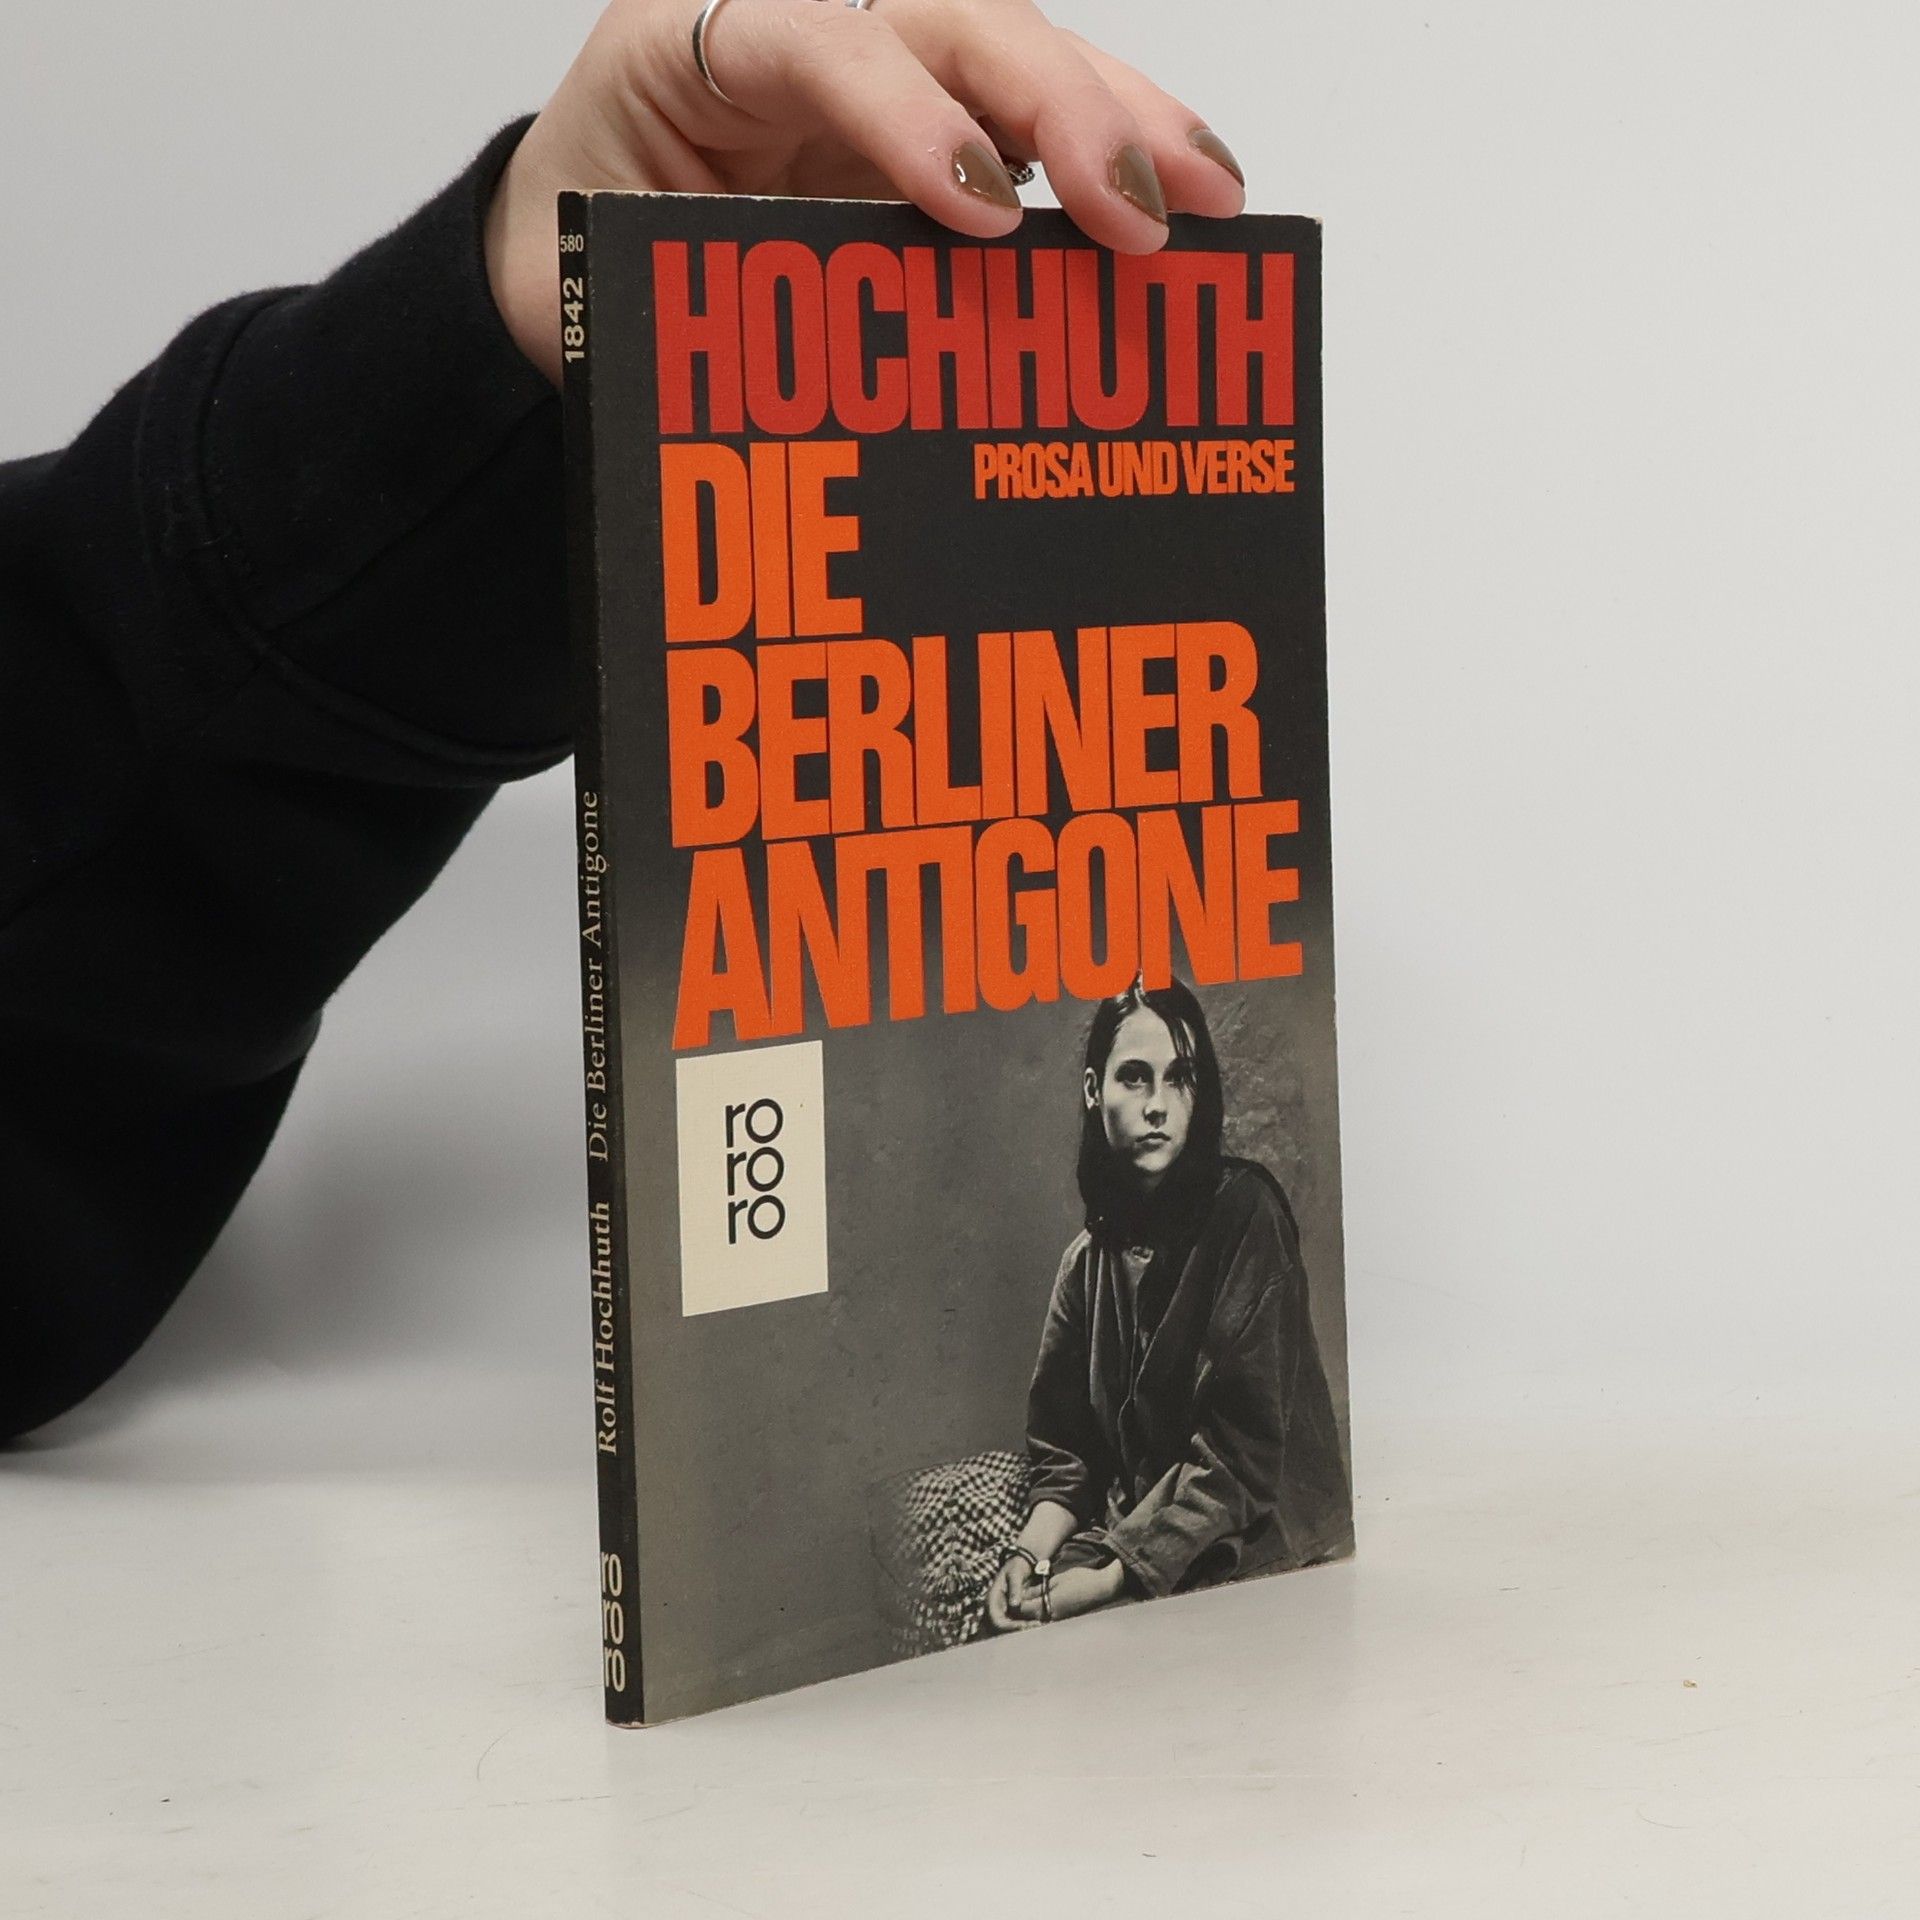 HOCHHUTH
PROSA UND VERSE
DIE
BERLINER
ANTIGONE
ro
ro
ro
580
1842
Rolf Hochhuth Die Berliner Antigone
ro
ro
ro